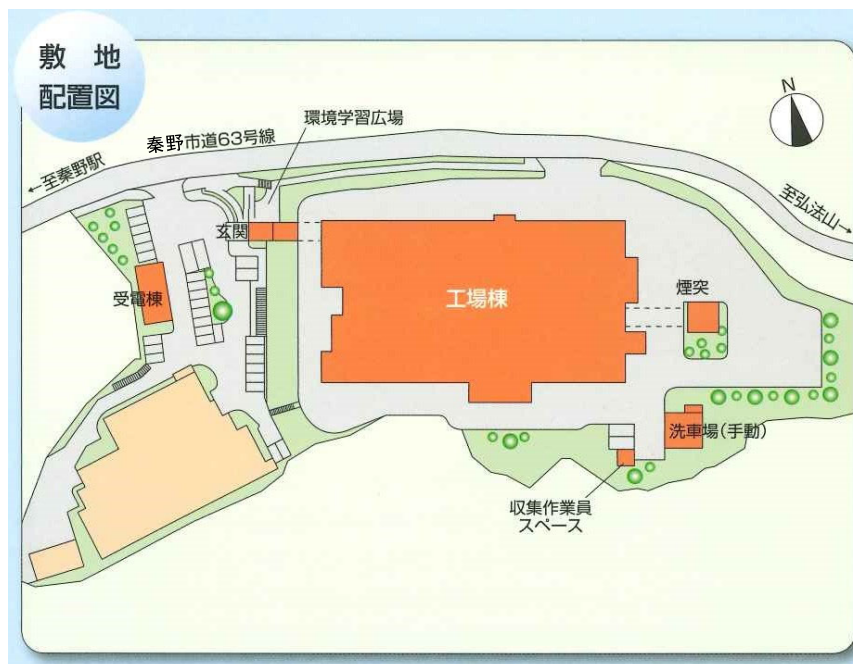 敷 地
配置図
N
環境学習広場
秦野市道63号線
←至秦野駅
至弘法山→
玄関
受電棟
工場棟
煙突
洗車場(手動)
収集作業員
スペース